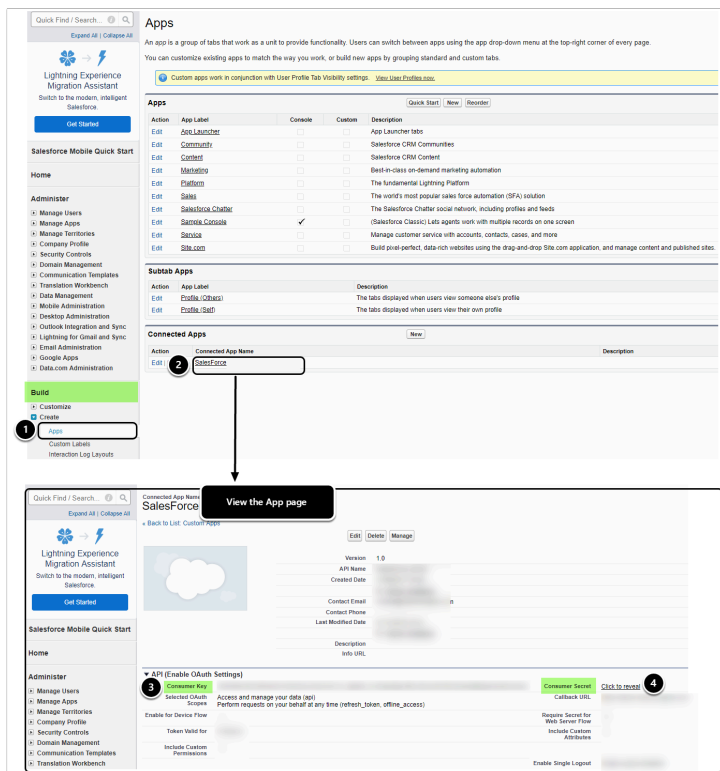 Quick Find / Search...
Expand All | Collapse All
Lightning Experience
Migration Assistant
Switch to the modern, intelligent
Salesforce.
Get Started
Salesforce Mobile Quick Start
Home
Administer
Manage Users
Manage Apps
Manage Territories
Company Profile
Security Controls
Domain Management
Communication Templates
Translation Workbench
Data Management
Mobile Administration
Desktop Administration
Outlook Integration and Sync
Lightning for Gmail and Sync
Email Administration
Google Apps
Data.com Administration
Build
Customize
Create
1
Apps
Custom Labels
Interaction Log Layouts
Apps
An app is a group of tabs that work as a unit to provide functionality. Users can switch between apps using the app drop-down menu at the top-right corner of every page.
You can customize existing apps to match the way you work, or build new apps by grouping standard and custom tabs.
Custom apps work in conjunction with User Profile Tab Visibility settings. View User Profiles now.
Apps Quick Start New Reorder
Action App Label Console Custom Description
Edit App Launcher App Launcher tabs
Edit Community Salesforce CRM Communities
Edit Content Salesforce CRM Content
Edit Marketing Best-in-class on-demand marketing automation
Edit Platform The fundamental Lightning Platform
Edit Sales The world's most popular sales force automation (SFA) solution
Edit Salesforce Chatter The Salesforce Chatter social network, including profiles and feeds
Edit Sample Console ✓ (Salesforce Classic) Lets agents work with multiple records on one screen
Edit Service Manage customer service with accounts, contacts, cases, and more
Edit Site.com Build pixel-perfect, data-rich websites using the drag-and-drop Site.com application, and manage content and published sites.
Subtab Apps
Action App Label Description
Edit Profile (Others) The tabs displayed when users view someone else's profile
Edit Profile (Self) The tabs displayed when users view their own profile
Connected Apps New
Action Connected App Name Description
Edit | 2 SalesForce
View the App page
Quick Find / Search...
Expand All | Collapse All
Lightning Experience
Migration Assistant
Switch to the modern, intelligent
Salesforce.
Get Started
Salesforce Mobile Quick Start
Home
Administer
Manage Users
Manage Apps
Manage Territories
Company Profile
Security Controls
Domain Management
Communication Templates
Translation Workbench
Connected App Name
SalesForce
« Back to List: Custom Apps
Edit Delete Manage
Version 1.0
API Name
Created Date
Contact Email
Contact Phone
Last Modified Date
Description
Info URL
API (Enable OAuth Settings)
3 Consumer Key Consumer Secret Click to reveal 4
Selected OAuth Scopes Access and manage your data (api) Callback URL
Perform requests on your behalf at any time (refresh_token, offline_access)
Enable for Device Flow Require Secret for Web Server Flow
Token Valid for Include Custom Attributes
Include Custom Permissions
Enable Single Logout